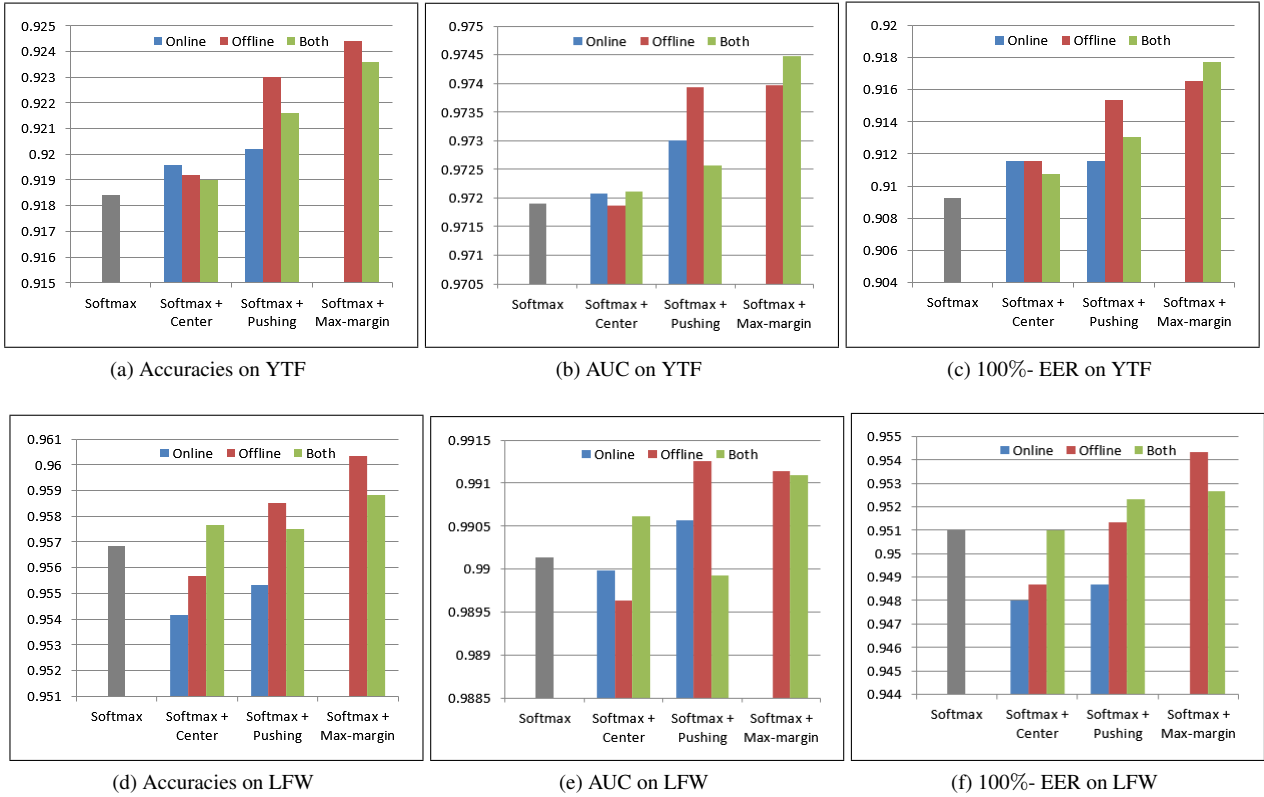 0.925
0.924
0.923
0.922
0.921
0.92
0.919
0.918
0.917
0.916
0.915
Online Offline Both
Softmax
Softmax + Center
Softmax + Pushing
Softmax + Max-margin
(a) Accuracies on YTF
0.975
0.9745
0.974
0.9735
0.973
0.9725
0.972
0.9715
0.971
0.9705
Online Offline Both
Softmax
Softmax + Center
Softmax + Pushing
Softmax + Max-margin
(b) AUC on YTF
0.92
0.918
0.916
0.914
0.912
0.91
0.908
0.906
0.904
Online Offline Both
Softmax
Softmax + Center
Softmax + Pushing
Softmax + Max-margin
(c) 100%- EER on YTF
0.961
0.96
0.959
0.958
0.957
0.956
0.955
0.954
0.953
0.952
0.951
Online Offline Both
Softmax
Softmax + Center
Softmax + Pushing
Softmax + Max-margin
(d) Accuracies on LFW
0.9915
0.991
0.9905
0.99
0.9895
0.989
0.9885
Online Offline Both
Softmax
Softmax + Center
Softmax + Pushing
Softmax + Max-margin
(e) AUC on LFW
0.955
0.954
0.953
0.952
0.951
0.95
0.949
0.948
0.947
0.946
0.945
0.944
Online Offline Both
Softmax
Softmax + Center
Softmax + Pushing
Softmax + Max-margin
(f) 100%- EER on LFW